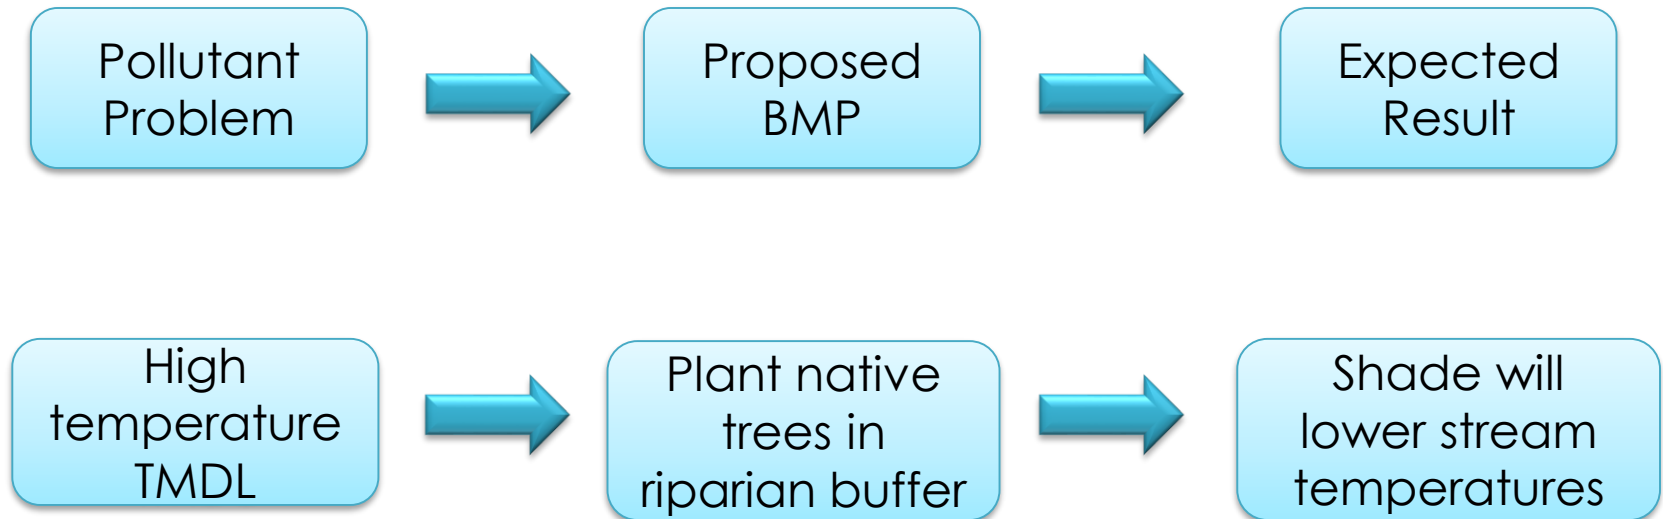 Pollutant
Problem
Proposed
BMP
Expected
Result
High
temperature
TMDL
Plant native
trees in
riparian buffer
Shade will
lower stream
temperatures